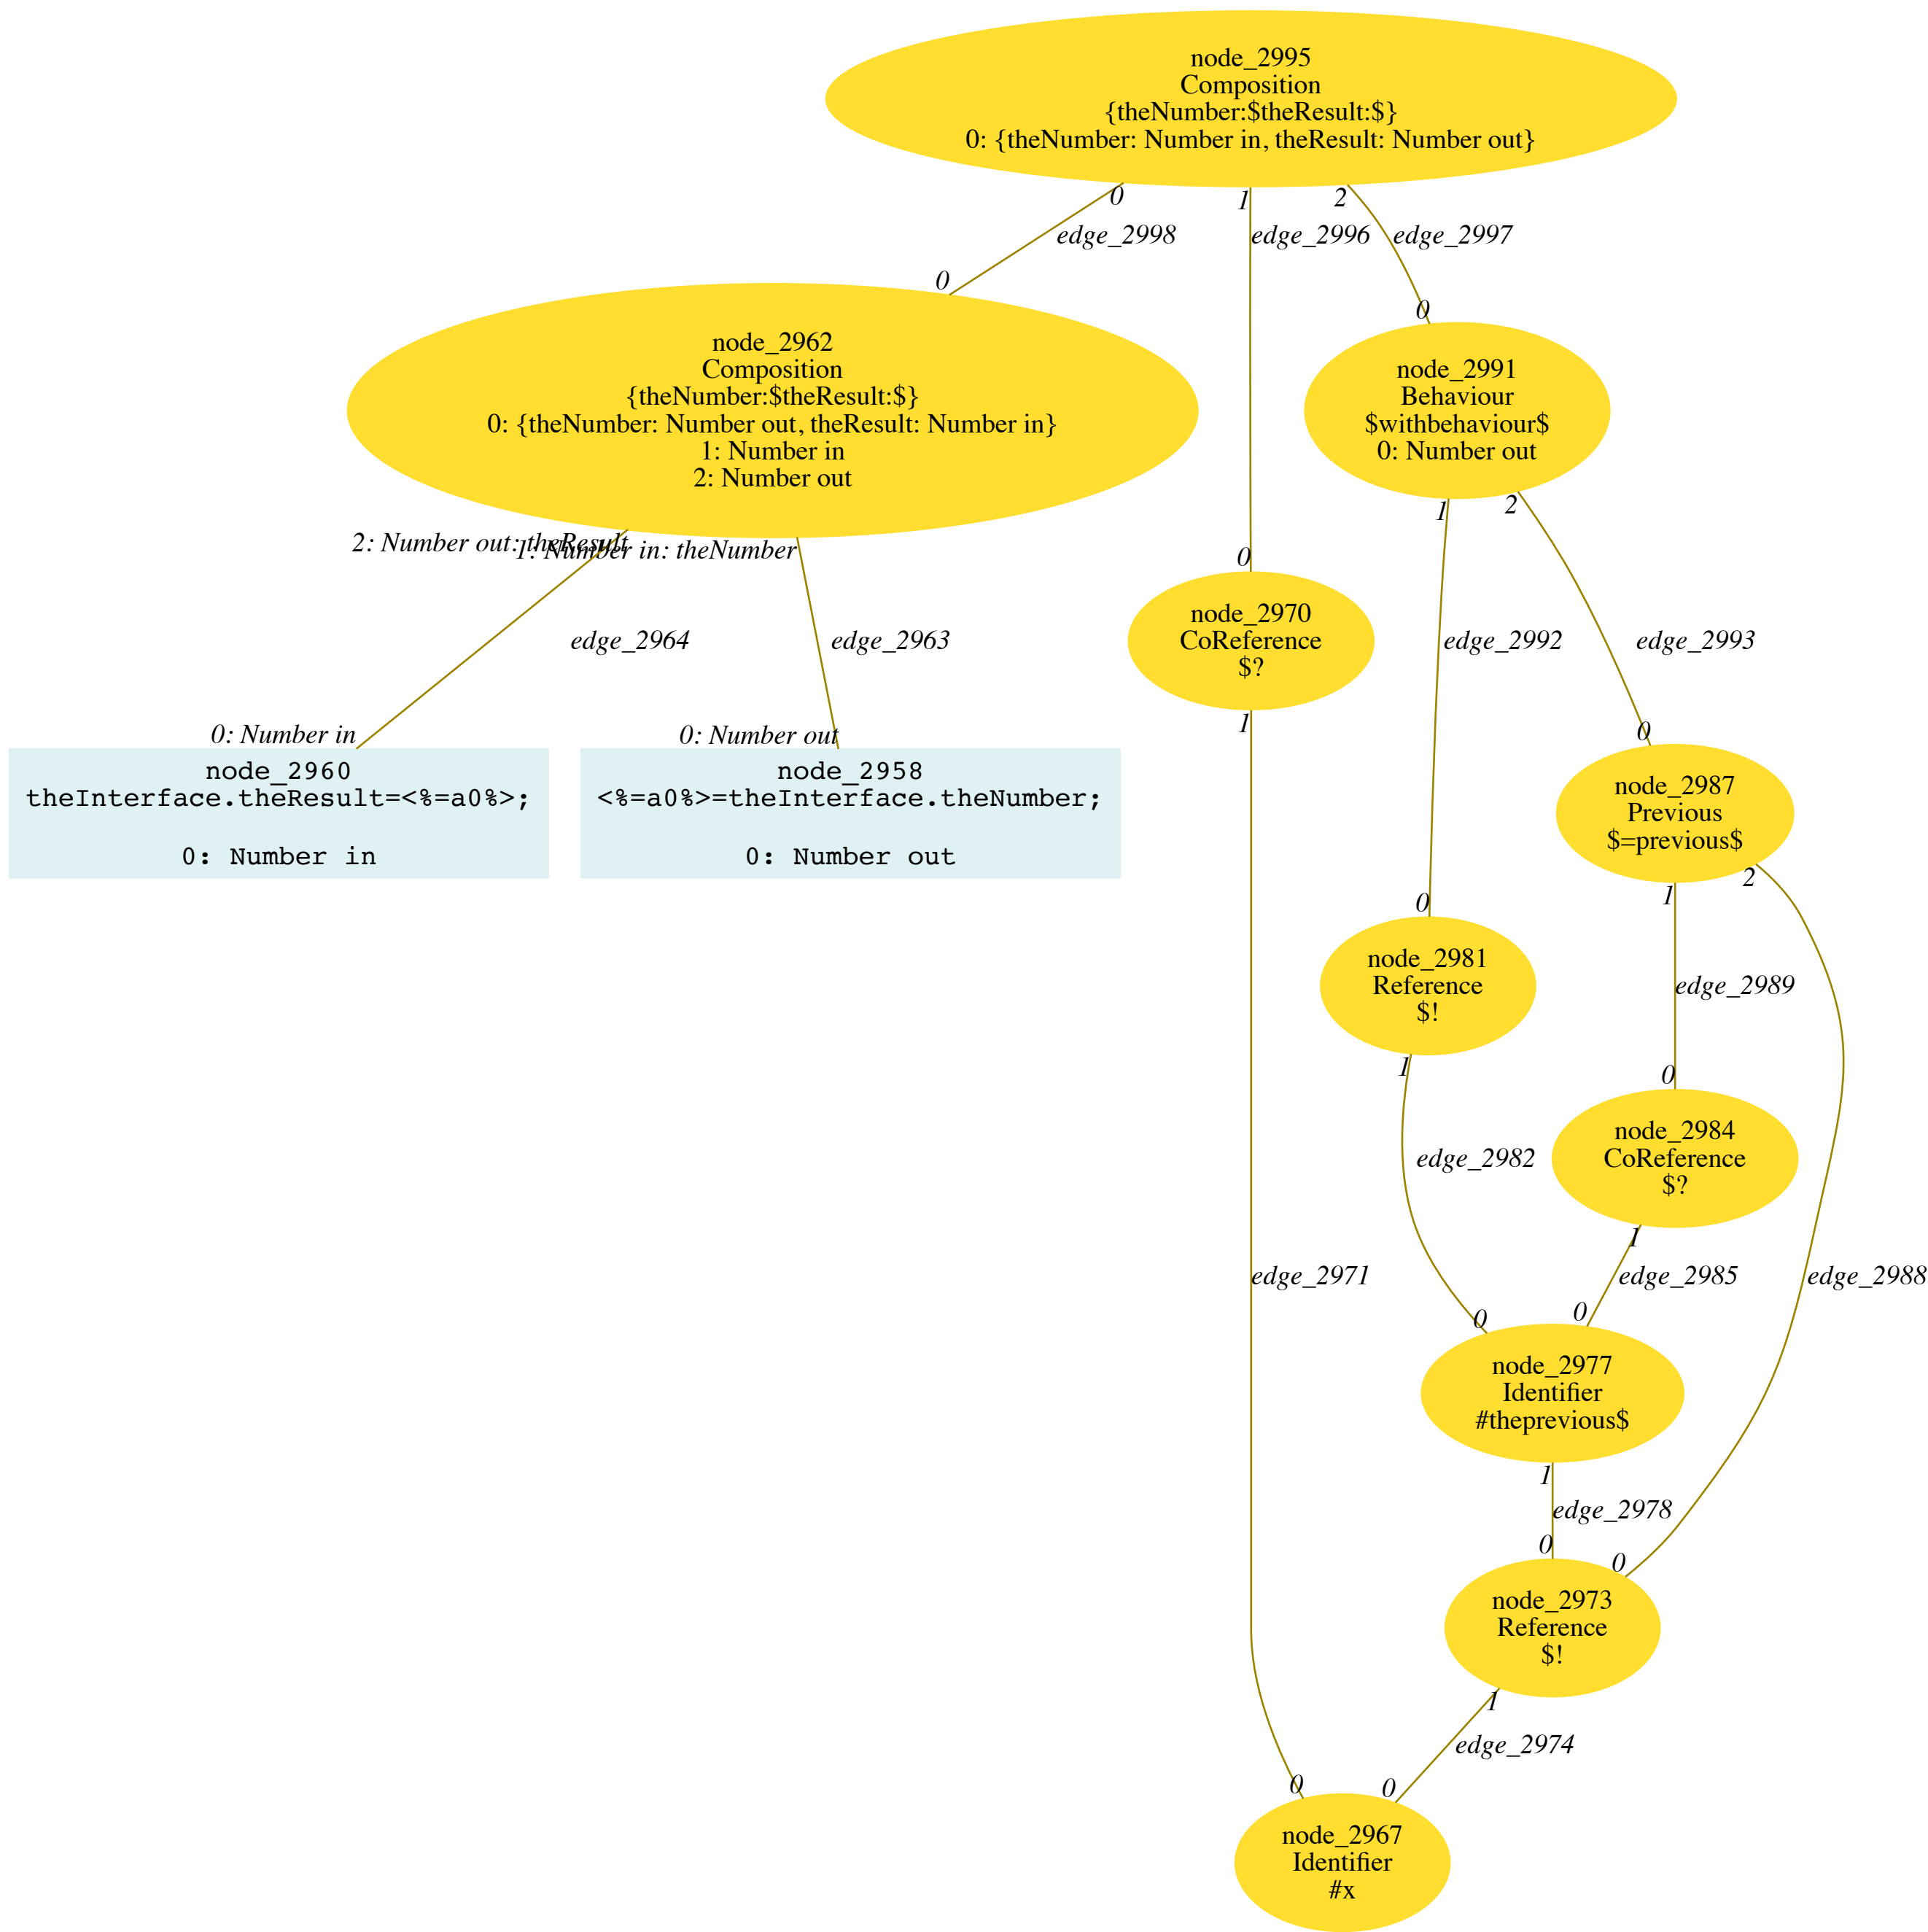 node_2995
Composition
{theNumber:$theResult:$}
0: {theNumber: Number in, theResult: Number out}
0
1
2
edge_2998
edge_2996
edge_2997
0
0
node_2962
Composition
{theNumber:$theResult:$}
0: {theNumber: Number out, theResult: Number in}
1: Number in
2: Number out
node_2991
Behaviour
$withbehaviour$
0: Number out
2: Number out: theResult
1: Number in: theNumber
1
2
0
node_2970
CoReference
$?
1
edge_2964
edge_2963
edge_2992
edge_2993
0: Number in
0: Number out
0
node_2960
theInterface.theResult=<%=a0%>;
0: Number in
node_2958
<%=a0%>=theInterface.theNumber;
0: Number out
node_2987
Previous
$=previous$
1
2
0
node_2981
Reference
$!
1
edge_2989
0
node_2984
CoReference
$?
1
edge_2982
edge_2971
edge_2985
edge_2988
0
0
node_2977
Identifier
#theprevious$
1
edge_2978
0
0
node_2973
Reference
$!
1
edge_2974
0
0
node_2967
Identifier
#x